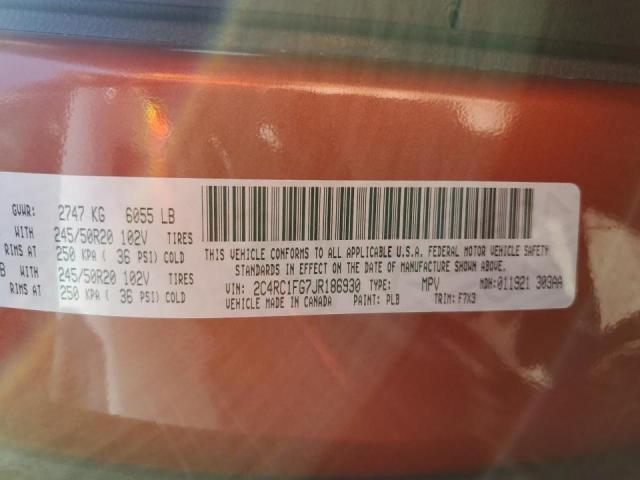 GVWR: 2747 KG 6055 LB
WITH 245/50R20 102V TIRES
RIMS AT 250 KPA ( 36 PSI) COLD
B WITH 245/50R20 102V TIRES
RIMS AT 250 KPA ( 36 PSI) COLD
THIS VEHICLE CONFORMS TO ALL APPLICABLE U.S.A. FEDERAL MOTOR VEHICLE SAFETY
STANDARDS IN EFFECT ON THE DATE OF MANUFACTURE SHOWN ABOVE.
VIN: 2C4RC1FG7JR186930 TYPE: MPV MDH: 011921 303AA
VEHICLE MADE IN CANADA PAINT: PLB TRIM: F7X9